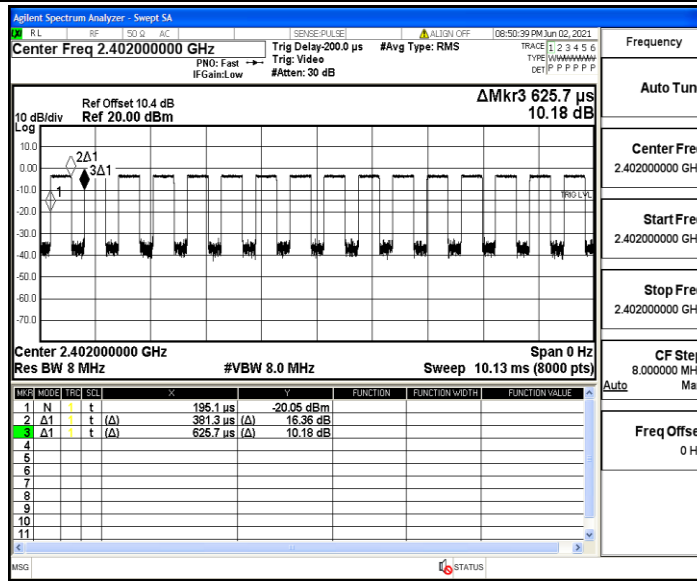 Agilent Spectrum Analyzer - Swept SA
RL RF 50 Ω AC SENSE:PULSE ALIGN OFF 08:50:39 PM Jun 02, 2021
Center Freq 2.402000000 GHz
PNO: Fast
IFGain:Low
Trig Delay-200.0 µs
Trig: Video
#Atten: 30 dB
#Avg Type: RMS
TRACE 1 2 3 4 5 6
TYPE
DET P P P P P P
Frequency
Ref Offset 10.4 dB
10 dB/div Ref 20.00 dBm
ΔMkr3 625.7 µs
10.18 dB
Log
10.0
0.00
-10.0
-20.0
-30.0
-40.0
-50.0
-60.0
-70.0
2Δ1
3Δ1
1
TRIG LVL
Center 2.402000000 GHz Span 0 Hz
Res BW 8 MHz #VBW 8.0 MHz Sweep 10.13 ms (8000 pts)
MKR MODE TRC SCL X Y FUNCTION FUNCTION WIDTH FUNCTION VALUE
1 N 1 t 195.1 µs -20.05 dBm
2 Δ1 1 t (Δ) 381.3 µs (Δ) 16.36 dB
3 Δ1 1 t (Δ) 625.7 µs (Δ) 10.18 dB
4
5
6
7
8
9
10
11
MSG STATUS
Auto Tun
Center Fre
2.402000000 GH
Start Fre
2.402000000 GH
Stop Fre
2.402000000 GH
CF Ste
8.000000 MH
Auto Ma
Freq Offse
0 H